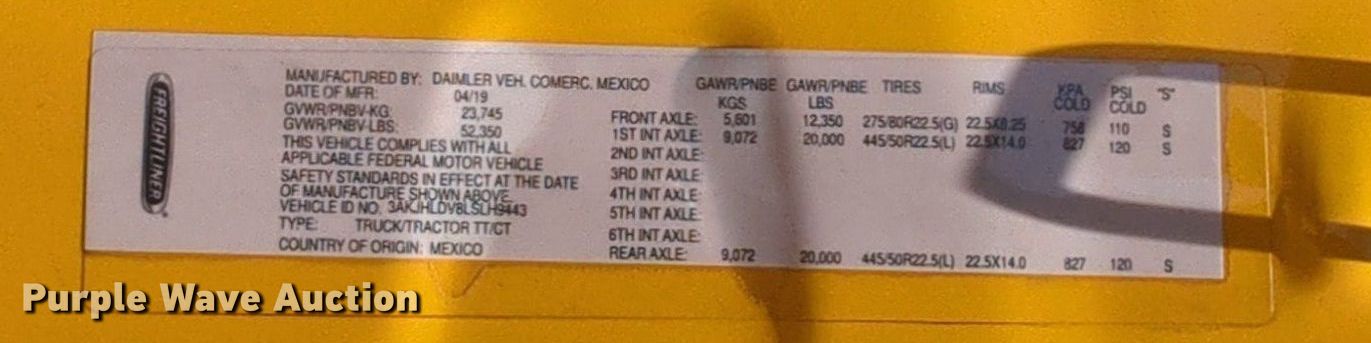 FREIGHTLINER
MANUFACTURED BY: DAIMLER VEH. COMERC. MEXICO
DATE OF MFR: 04/19
GVWR/PNBV-KG: 23,745
GVWR/PNBV-LBS: 52,350
THIS VEHICLE COMPLIES WITH ALL
APPLICABLE FEDERAL MOTOR VEHICLE
SAFETY STANDARDS IN EFFECT AT THE DATE
OF MANUFACTURE SHOWN ABOVE.
VEHICLE ID NO. 3AKJHLDV8LSLH9443
TYPE: TRUCK/TRACTOR TT/CT
COUNTRY OF ORIGIN: MEXICO
GAWR/PNBE GAWR/PNBE TIRES RIMS KPA PSI "S"
KGS LBS COLD COLD
FRONT AXLE: 5,601 12,350 275/80R22.5(G) 22.5X8.25 758 110 S
1ST INT AXLE: 9,072 20,000 445/50R22.5(L) 22.5X14.0 827 120 S
2ND INT AXLE:
3RD INT AXLE:
4TH INT AXLE:
5TH INT AXLE:
6TH INT AXLE:
REAR AXLE: 9,072 20,000 445/50R22.5(L) 22.5X14.0 827 120 S
Purple Wave Auction